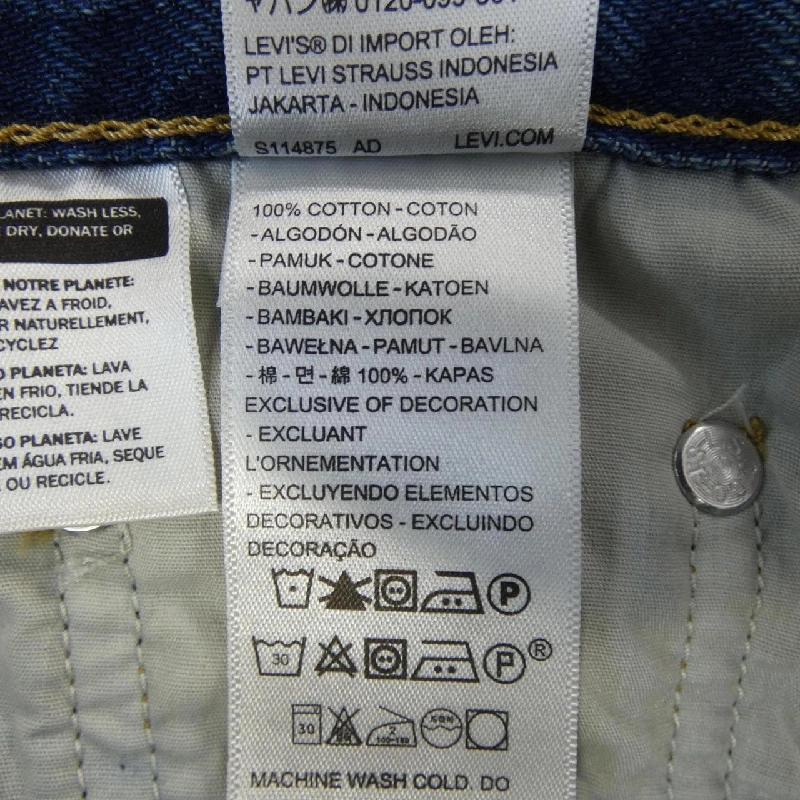 LEVI'S® DI IMPORT OLEH:
PT LEVI STRAUSS INDONESIA
JAKARTA - INDONESIA
S114875 AD LEVI.COM
LANET: WASH LESS,
DRY, DONATE OR
NOTRE PLANETE:
AVEZ A FROID,
R NATURELLEMENT,
CYCLEZ
O PLANETA: LAVA
EN FRIO, TIENDE LA
RECICLA.
SO PLANETA: LAVE
EM ÁGUA FRIA, SEQUE
OU RECICLE.
100% COTTON - COTON
- ALGODÓN - ALGODÃO
- PAMUK - COTONE
- BAUMWOLLE - KATOEN
- BAMBAKI - ХЛОПОК
- BAWEŁNA - PAMUT - BAVLNA
- 棉 - 면 - 綿 100% - KAPAS
EXCLUSIVE OF DECORATION
- EXCLUANT
L'ORNEMENTATION
- EXCLUYENDO ELEMENTOS
DECORATIVOS - EXCLUINDO
DECORAÇÃO
P
30 P ®
30
MACHINE WASH COLD. DO